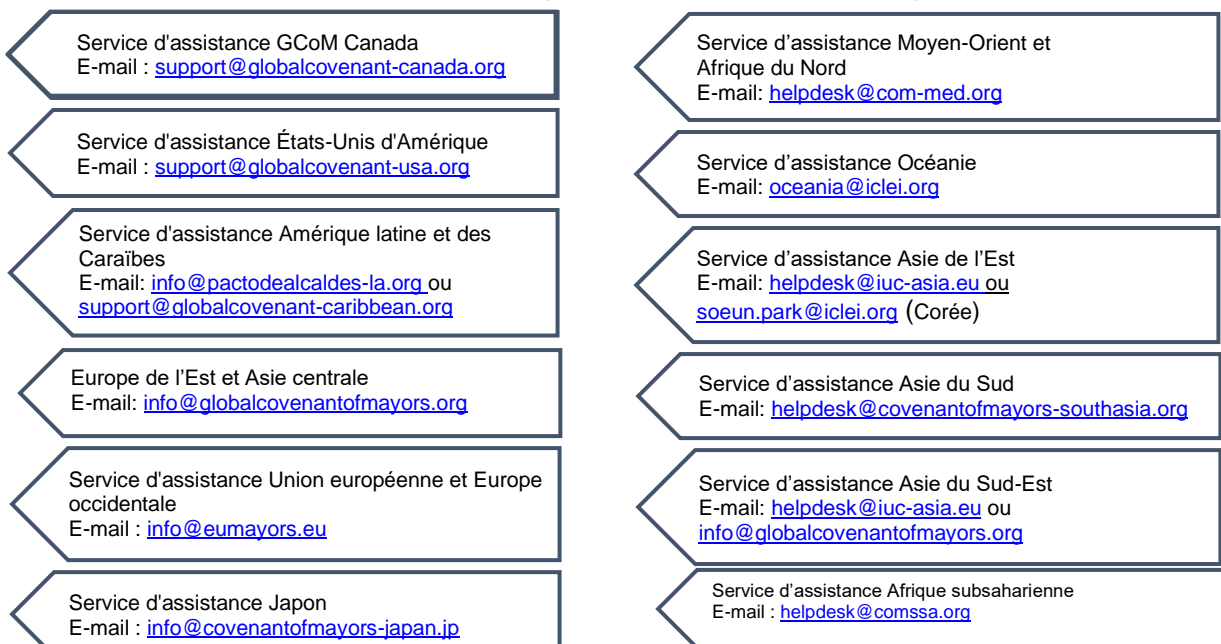 Service d'assistance GCoM Canada
E-mail : support@globalcovenant-canada.org
Service d'assistance États-Unis d'Amérique
E-mail : support@globalcovenant-usa.org
Service d'assistance Amérique latine et des
Caraïbes
E-mail: info@pactodealcaldes-la.org ou
support@globalcovenant-caribbean.org
Europe de l’Est et Asie centrale
E-mail: info@globalcovenantofmayors.org
Service d'assistance Union européenne et Europe
occidentale
E-mail : info@eumayors.eu
Service d'assistance Japon
E-mail : info@covenantofmayors-japan.jp
Service d’assistance Moyen-Orient et
Afrique du Nord
E-mail: helpdesk@com-med.org
Service d’assistance Océanie
E-mail: oceania@iclei.org
Service d’assistance Asie de l’Est
E-mail: helpdesk@iuc-asia.eu ou
soeun.park@iclei.org (Corée)
Service d’assistance Asie du Sud
E-mail: helpdesk@covenantofmayors-southasia.org
Service d’assistance Asie du Sud-Est
E-mail: helpdesk@iuc-asia.eu ou
info@globalcovenantofmayors.org
Service d’assistance Afrique subsaharienne
E-mail : helpdesk@comssa.org